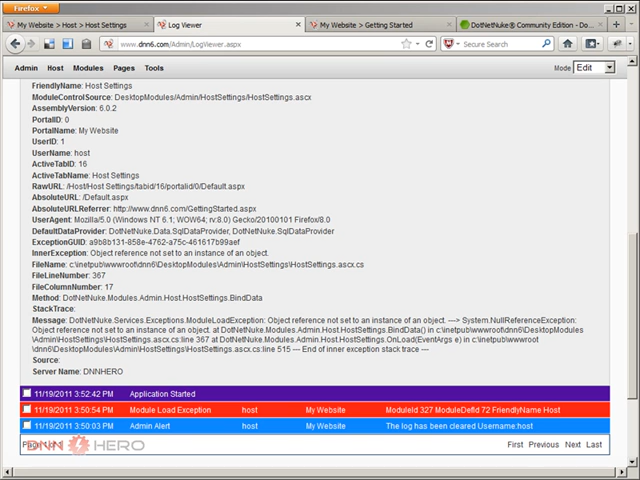 Firefox
My Website > Host > Host Settings
Log Viewer
My Website > Getting Started
DotNetNuke® Community Edition - Do...
www.dnn6.com/Admin/LogViewer.aspx
Secure Search
Admin Host Modules Pages Tools
Mode Edit
FriendlyName: Host Settings
ModuleControlSource: DesktopModules/Admin/HostSettings/HostSettings.ascx
AssemblyVersion: 6.0.2
PortalID: 0
PortalName: My Website
UserID: 1
UserName: host
ActiveTabID: 16
ActiveTabName: Host Settings
RawURL: /Host/Host Settings/tabid/16/portalid/0/Default.aspx
AbsoluteURL: /Default.aspx
AbsoluteURLReferrer: http://www.dnn6.com/GettingStarted.aspx
UserAgent: Mozilla/5.0 (Windows NT 6.1; WOW64; rv:8.0) Gecko/20100101 Firefox/8.0
DefaultDataProvider: DotNetNuke.Data.SqlDataProvider, DotNetNuke.SqlDataProvider
ExceptionGUID: a9b8b131-858e-4762-a75c-461617b99aef
InnerException: Object reference not set to an instance of an object.
FileName: c:\inetpub\wwwroot\dnn6\DesktopModules\Admin\HostSettings\HostSettings.ascx.cs
FileLineNumber: 367
FileColumnNumber: 17
Method: DotNetNuke.Modules.Admin.Host.HostSettings.BindData
StackTrace:
Message: DotNetNuke.Services.Exceptions.ModuleLoadException: Object reference not set to an instance of an object. ---> System.NullReferenceException:
Object reference not set to an instance of an object. at DotNetNuke.Modules.Admin.Host.HostSettings.BindData() in c:\inetpub\wwwroot\dnn6\DesktopModules
\Admin\HostSettings\HostSettings.ascx.cs:line 367 at DotNetNuke.Modules.Admin.Host.HostSettings.OnLoad(EventArgs e) in c:\inetpub\wwwroot
\dnn6\DesktopModules\Admin\HostSettings\HostSettings.ascx.cs:line 515 --- End of inner exception stack trace ---
Source:
Server Name: DNNHERO
11/19/2011 3:52:42 PM Application Started
11/19/2011 3:50:54 PM Module Load Exception host My Website ModuleId 327 ModuleDefId 72 FriendlyName Host
11/19/2011 3:50:03 PM Admin Alert host My Website The log has been cleared Username:host
Page 1 of 1 First Previous Next Last
DNN HERO